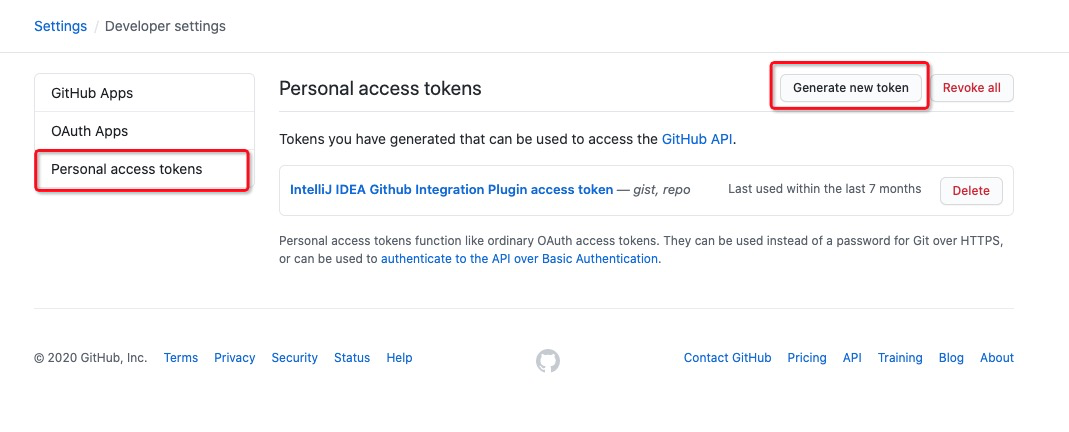 Settings / Developer settings
GitHub Apps
OAuth Apps
Personal access tokens
Personal access tokens
Generate new token
Revoke all
Tokens you have generated that can be used to access the GitHub API.
IntelliJ IDEA Github Integration Plugin access token — gist, repo
Last used within the last 7 months
Delete
Personal access tokens function like ordinary OAuth access tokens. They can be used instead of a password for Git over HTTPS,
or can be used to authenticate to the API over Basic Authentication.
© 2020 GitHub, Inc. Terms Privacy Security Status Help
Contact GitHub Pricing API Training Blog About